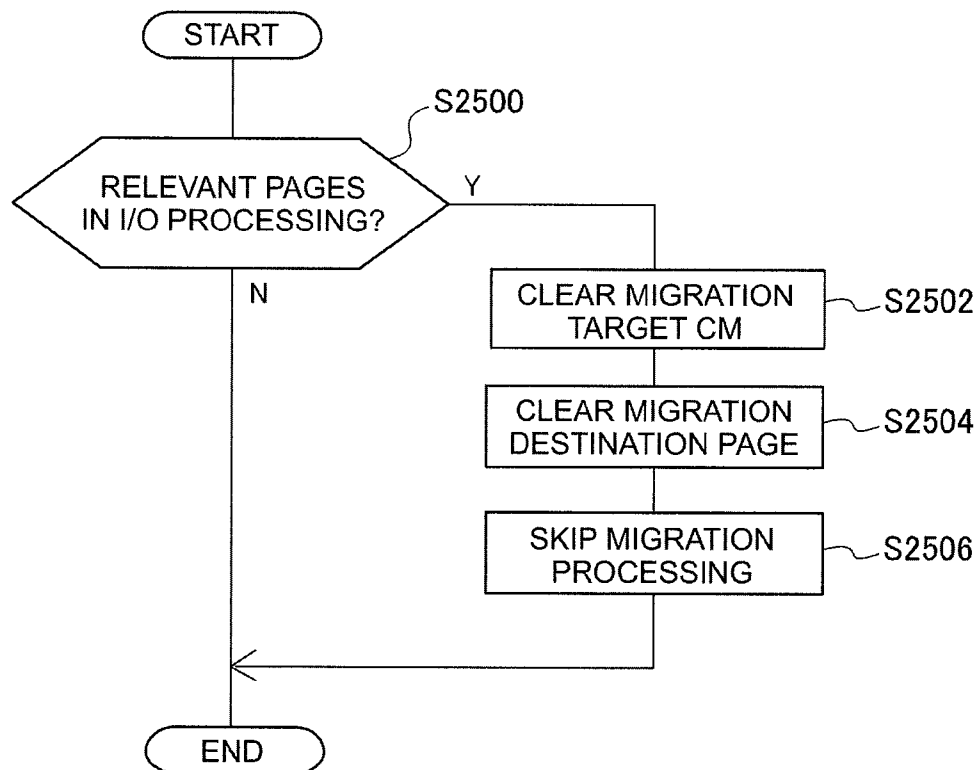 START
S2500
RELEVANT PAGES
IN I/O PROCESSING?
Y
N
CLEAR MIGRATION
TARGET CM
S2502
CLEAR MIGRATION
DESTINATION PAGE
S2504
SKIP MIGRATION
PROCESSING
S2506
END